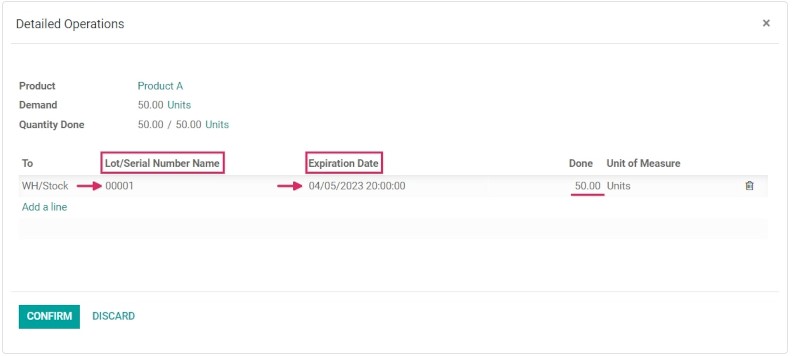 Detailed Operations ×
Product Product A
Demand 50.00 Units
Quantity Done 50.00 / 50.00 Units
To Lot/Serial Number Name Expiration Date Done Unit of Measure
WH/Stock 00001 04/05/2023 20:00:00 50.00 Units
Add a line
CONFIRM DISCARD